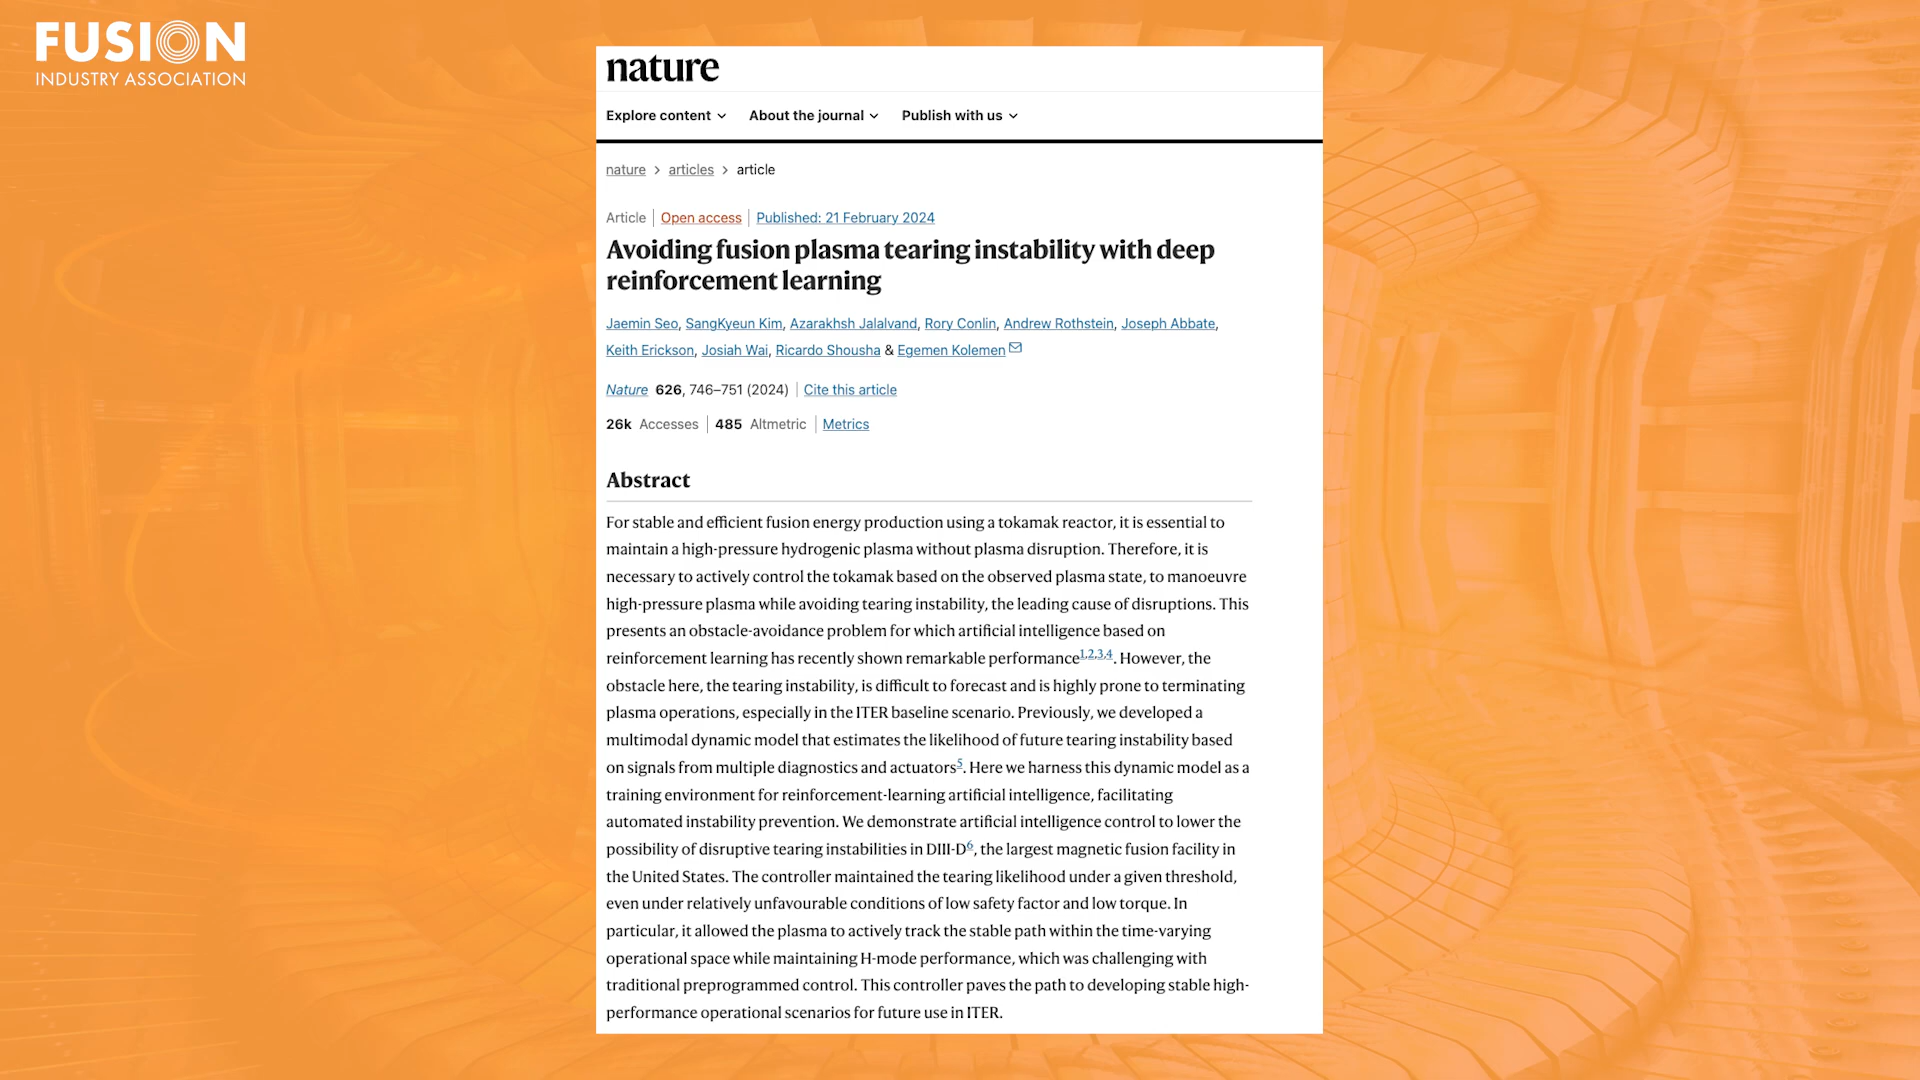 FUSION
INDUSTRY ASSOCIATION
nature
Explore content About the journal Publish with us
nature > articles > article
Article | Open access | Published: 21 February 2024
Avoiding fusion plasma tearing instability with deep
reinforcement learning
Jaemin Seo, SangKyeun Kim, Azarakhsh Jalalvand, Rory Conlin, Andrew Rothstein, Joseph Abbate,
Keith Erickson, Josiah Wai, Ricardo Shousha & Egemen Kolemen
Nature 626, 746–751 (2024) | Cite this article
26k Accesses | 485 Altmetric | Metrics
Abstract
For stable and efficient fusion energy production using a tokamak reactor, it is essential to
maintain a high-pressure hydrogenic plasma without plasma disruption. Therefore, it is
necessary to actively control the tokamak based on the observed plasma state, to manoeuvre
high-pressure plasma while avoiding tearing instability, the leading cause of disruptions. This
presents an obstacle-avoidance problem for which artificial intelligence based on
reinforcement learning has recently shown remarkable performance1,2,3,4. However, the
obstacle here, the tearing instability, is difficult to forecast and is highly prone to terminating
plasma operations, especially in the ITER baseline scenario. Previously, we developed a
multimodal dynamic model that estimates the likelihood of future tearing instability based
on signals from multiple diagnostics and actuators5. Here we harness this dynamic model as a
training environment for reinforcement-learning artificial intelligence, facilitating
automated instability prevention. We demonstrate artificial intelligence control to lower the
possibility of disruptive tearing instabilities in DIII-D6, the largest magnetic fusion facility in
the United States. The controller maintained the tearing likelihood under a given threshold,
even under relatively unfavourable conditions of low safety factor and low torque. In
particular, it allowed the plasma to actively track the stable path within the time-varying
operational space while maintaining H-mode performance, which was challenging with
traditional preprogrammed control. This controller paves the path to developing stable high-
performance operational scenarios for future use in ITER.